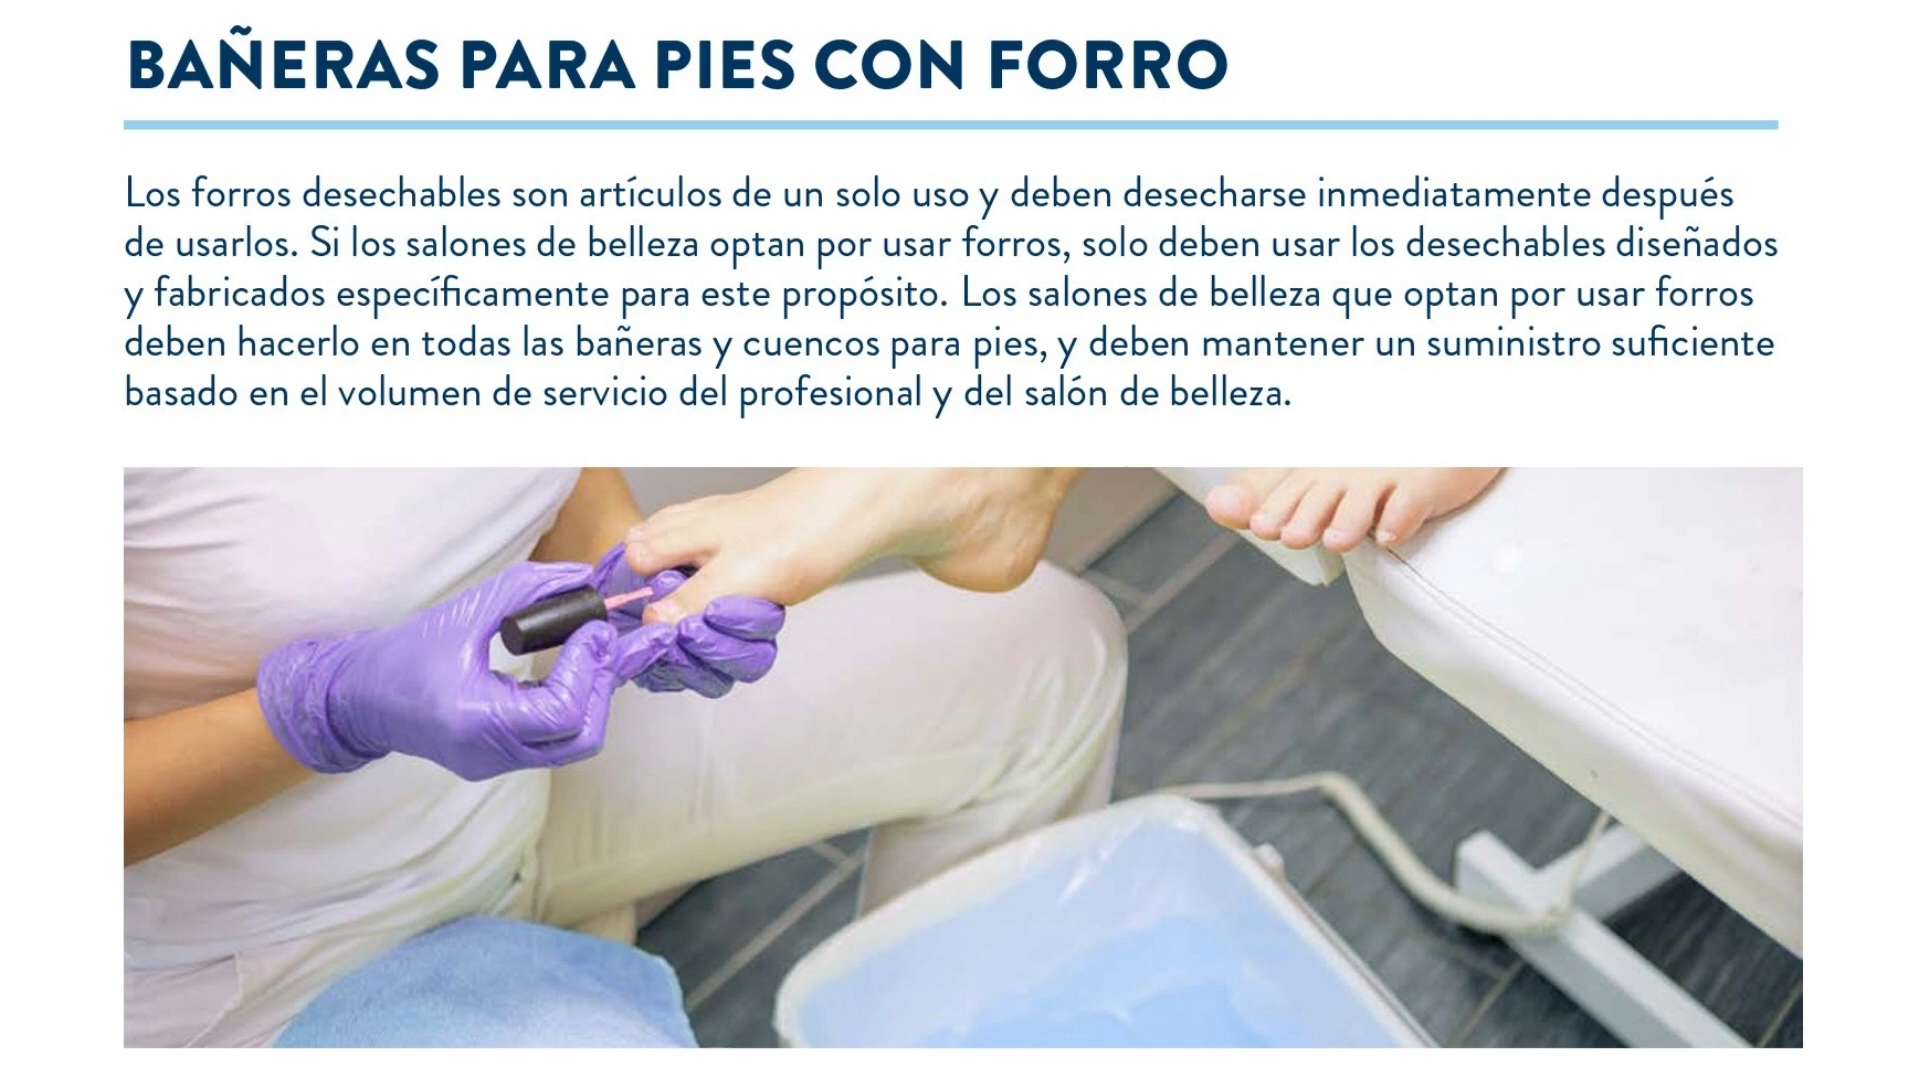 BAÑERAS PARA PIES CON FORRO
Los forros desechables son artículos de un solo uso y deben desecharse inmediatamente después
de usarlos. Si los salones de belleza optan por usar forros, solo deben usar los desechables diseñados
y fabricados específicamente para este propósito. Los salones de belleza que optan por usar forros
deben hacerlo en todas las bañeras y cuencos para pies, y deben mantener un suministro suficiente
basado en el volumen de servicio del profesional y del salón de belleza.